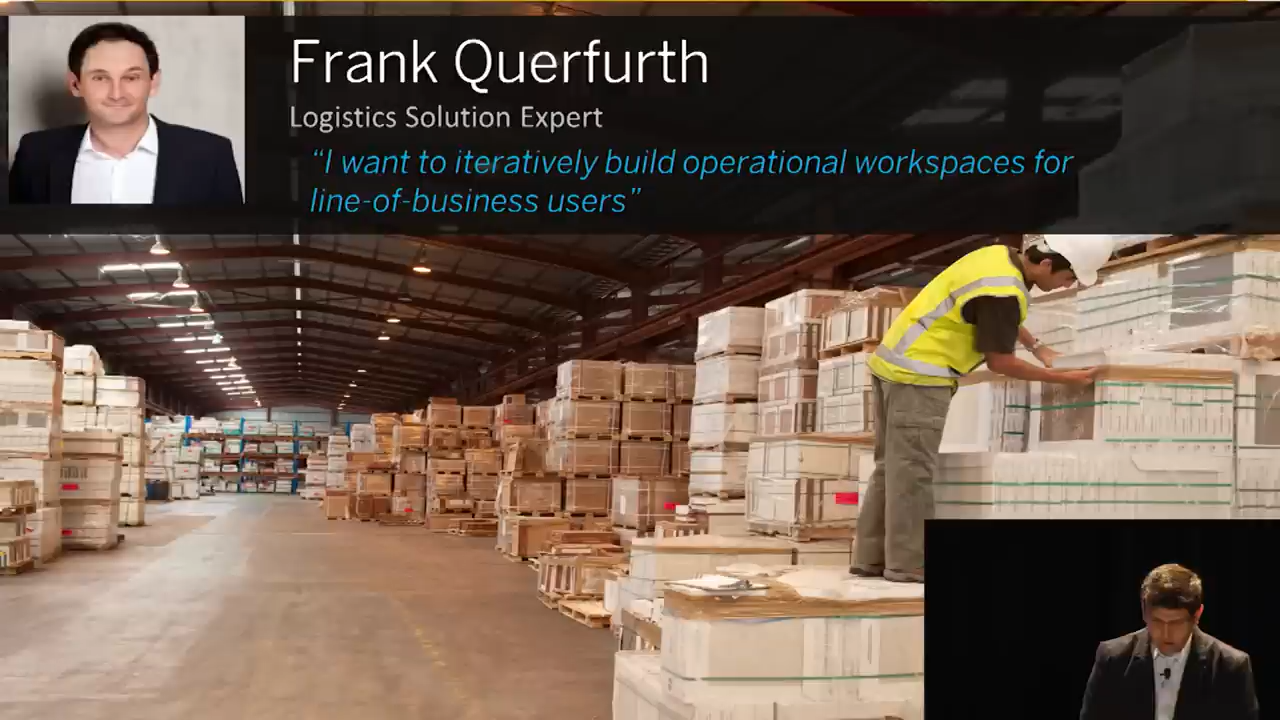 Frank Querfurth
Logistics Solution Expert
“I want to iteratively build operational workspaces for
line-of-business users”